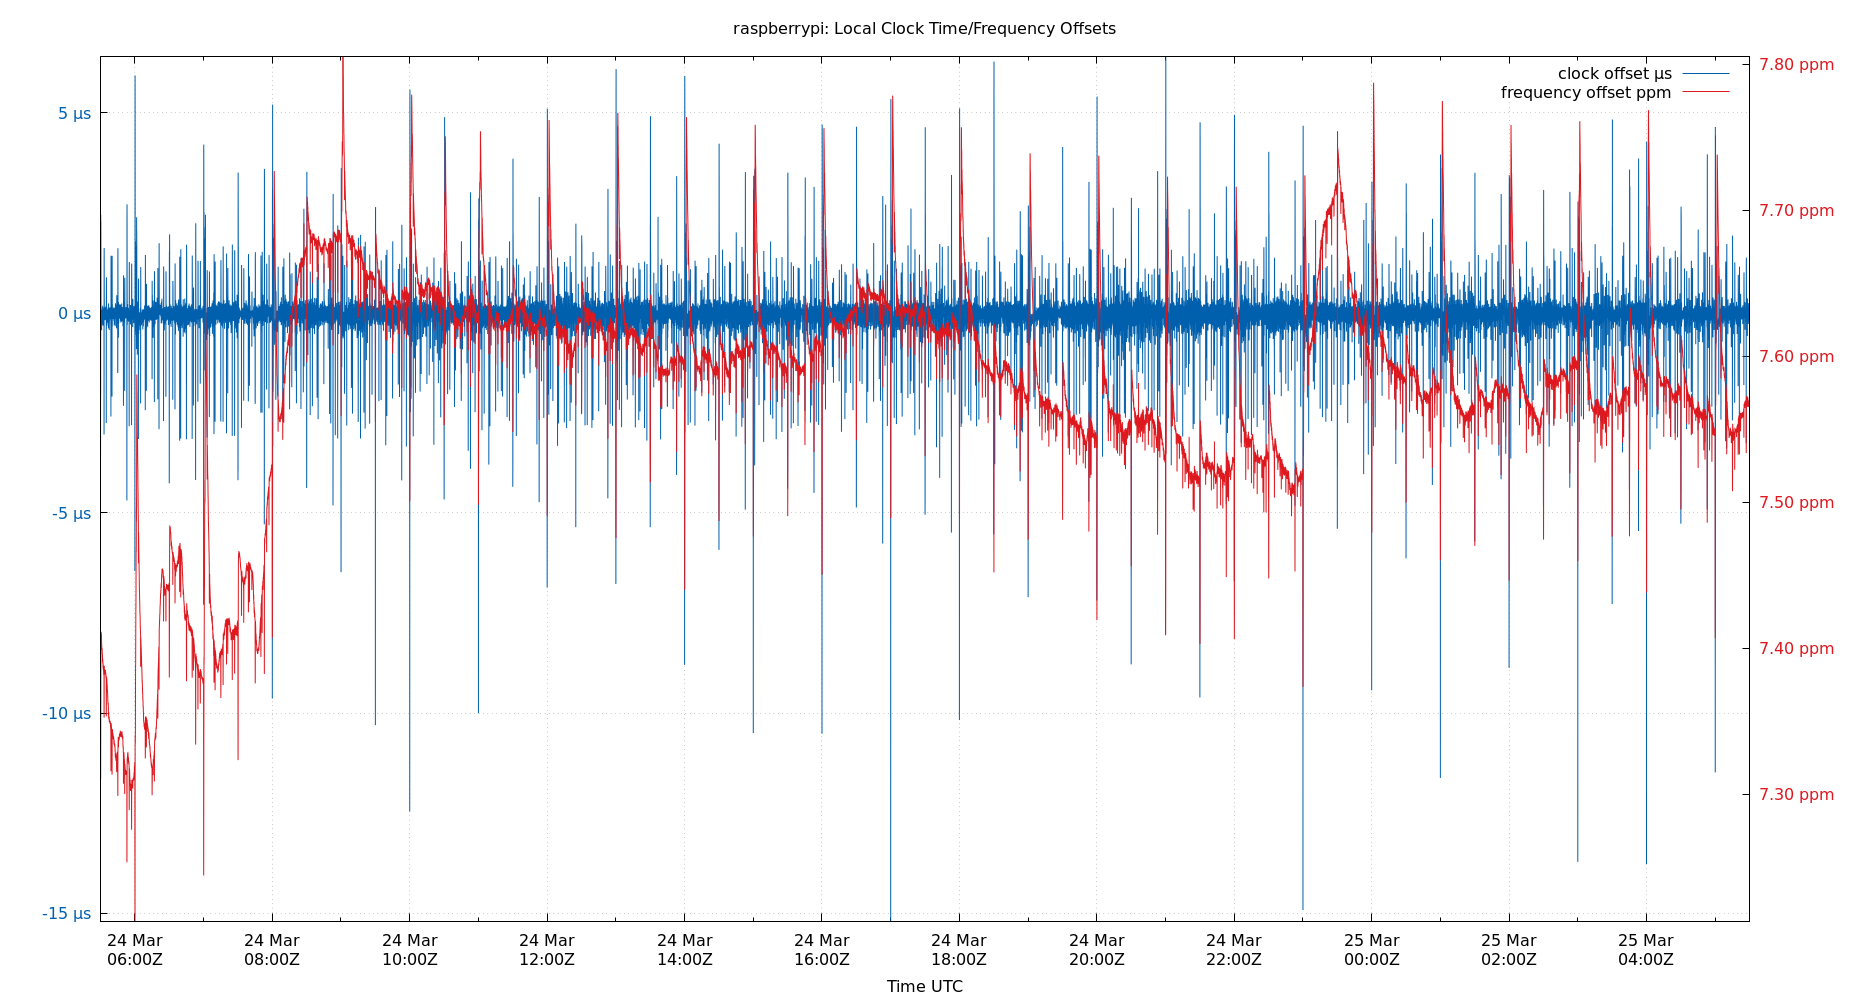 raspberrypi: Local Clock Time/Frequency Offsets
clock offset µs
frequency offset ppm
5 µs
0 µs
-5 µs
-10 µs
-15 µs
7.80 ppm
7.70 ppm
7.60 ppm
7.50 ppm
7.40 ppm
7.30 ppm
24 Mar 24 Mar 24 Mar 24 Mar 24 Mar 24 Mar 24 Mar 24 Mar 24 Mar 25 Mar 25 Mar 25 Mar
06:00Z 08:00Z 10:00Z 12:00Z 14:00Z 16:00Z 18:00Z 20:00Z 22:00Z 00:00Z 02:00Z 04:00Z
Time UTC